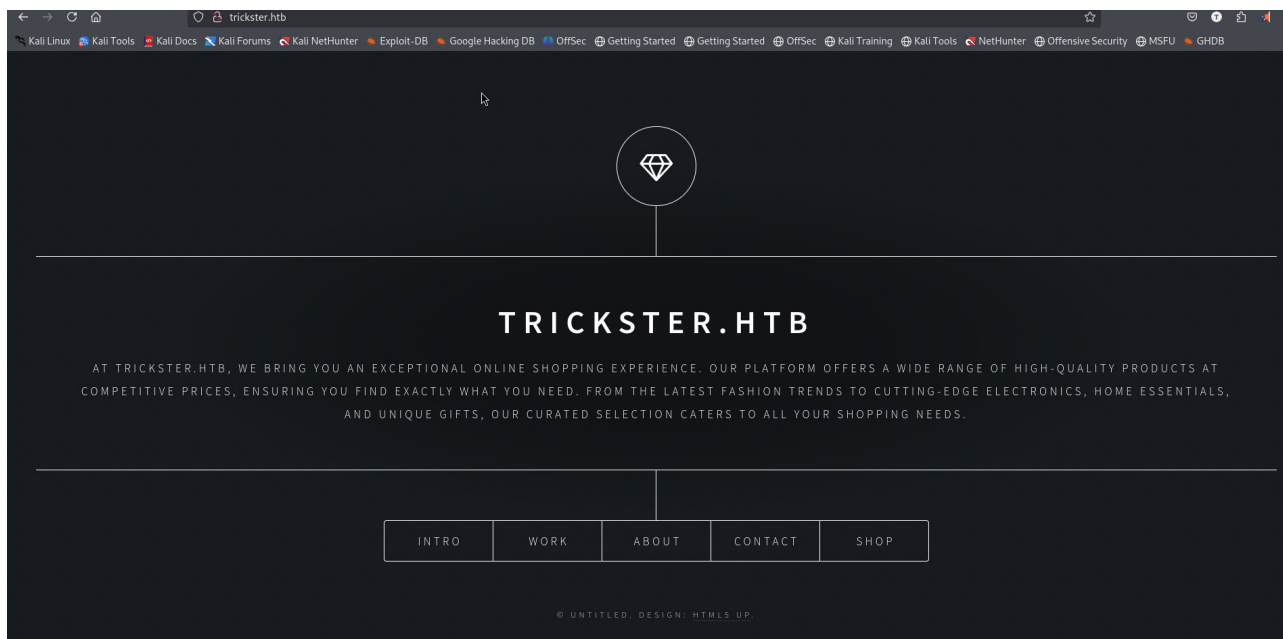 trickster.htb
Kali Linux Kali Tools Kali Docs Kali Forums Kali NetHunter Exploit-DB Google Hacking DB OffSec Getting Started Getting Started OffSec Kali Training Kali Tools NetHunter Offensive Security MSFU GHDB
TRICKSTER.HTB
AT TRICKSTER.HTB, WE BRING YOU AN EXCEPTIONAL ONLINE SHOPPING EXPERIENCE. OUR PLATFORM OFFERS A WIDE RANGE OF HIGH-QUALITY PRODUCTS AT
COMPETITIVE PRICES, ENSURING YOU FIND EXACTLY WHAT YOU NEED. FROM THE LATEST FASHION TRENDS TO CUTTING-EDGE ELECTRONICS, HOME ESSENTIALS,
AND UNIQUE GIFTS, OUR CURATED SELECTION CATERS TO ALL YOUR SHOPPING NEEDS.
INTRO WORK ABOUT CONTACT SHOP
© UNTITLED. DESIGN: HTML5 UP.